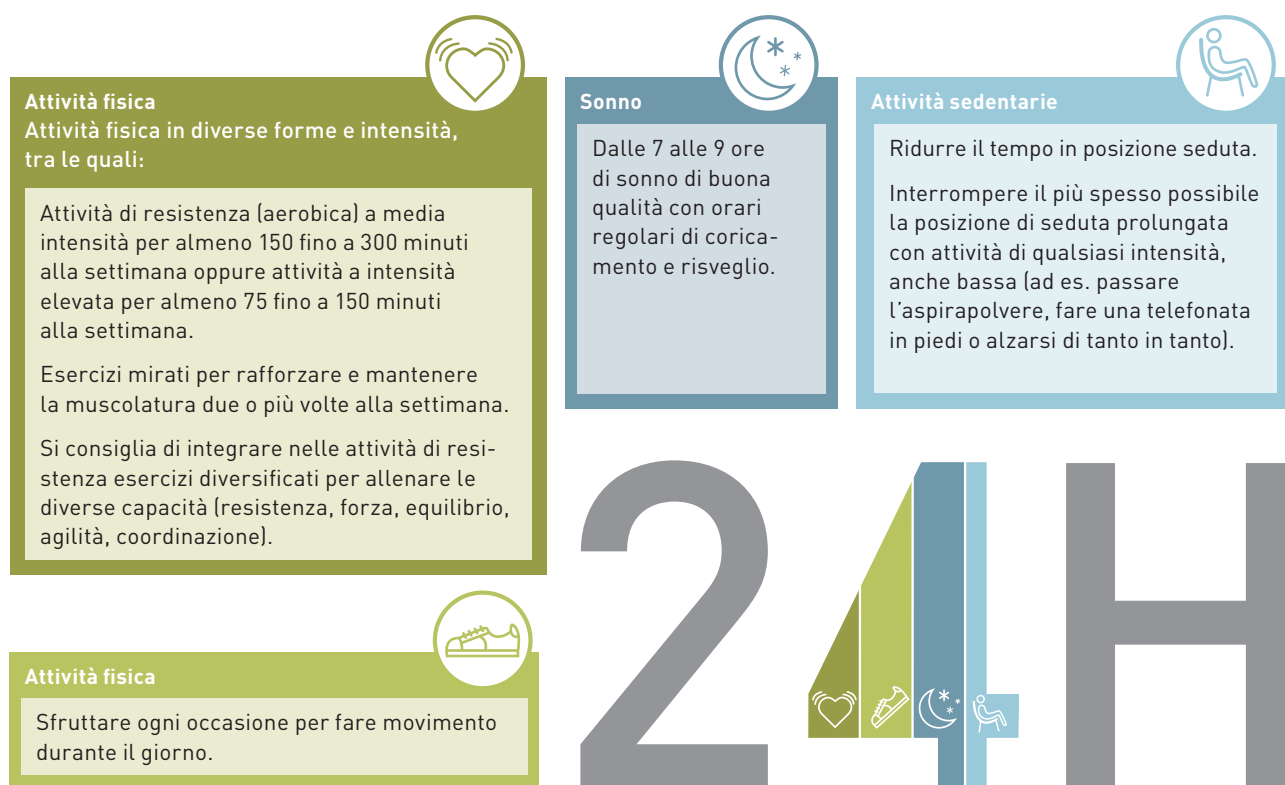 Attività fisica
Attività fisica in diverse forme e intensità,
tra le quali:
Attività di resistenza (aerobica) a media
intensità per almeno 150 fino a 300 minuti
alla settimana oppure attività a intensità
elevata per almeno 75 fino a 150 minuti
alla settimana.
Esercizi mirati per rafforzare e mantenere
la muscolatura due o più volte alla settimana.
Si consiglia di integrare nelle attività di resi-
stenza esercizi diversificati per allenare le
diverse capacità (resistenza, forza, equilibrio,
agilità, coordinazione).
Sonno
Dalle 7 alle 9 ore
di sonno di buona
qualità con orari
regolari di corica-
mento e risveglio.
Attività sedentarie
Ridurre il tempo in posizione seduta.
Interrompere il più spesso possibile
la posizione di seduta prolungata
con attività di qualsiasi intensità,
anche bassa (ad es. passare
l’aspirapolvere, fare una telefonata
in piedi o alzarsi di tanto in tanto).
Attività fisica
Sfruttare ogni occasione per fare movimento
durante il giorno.
24H